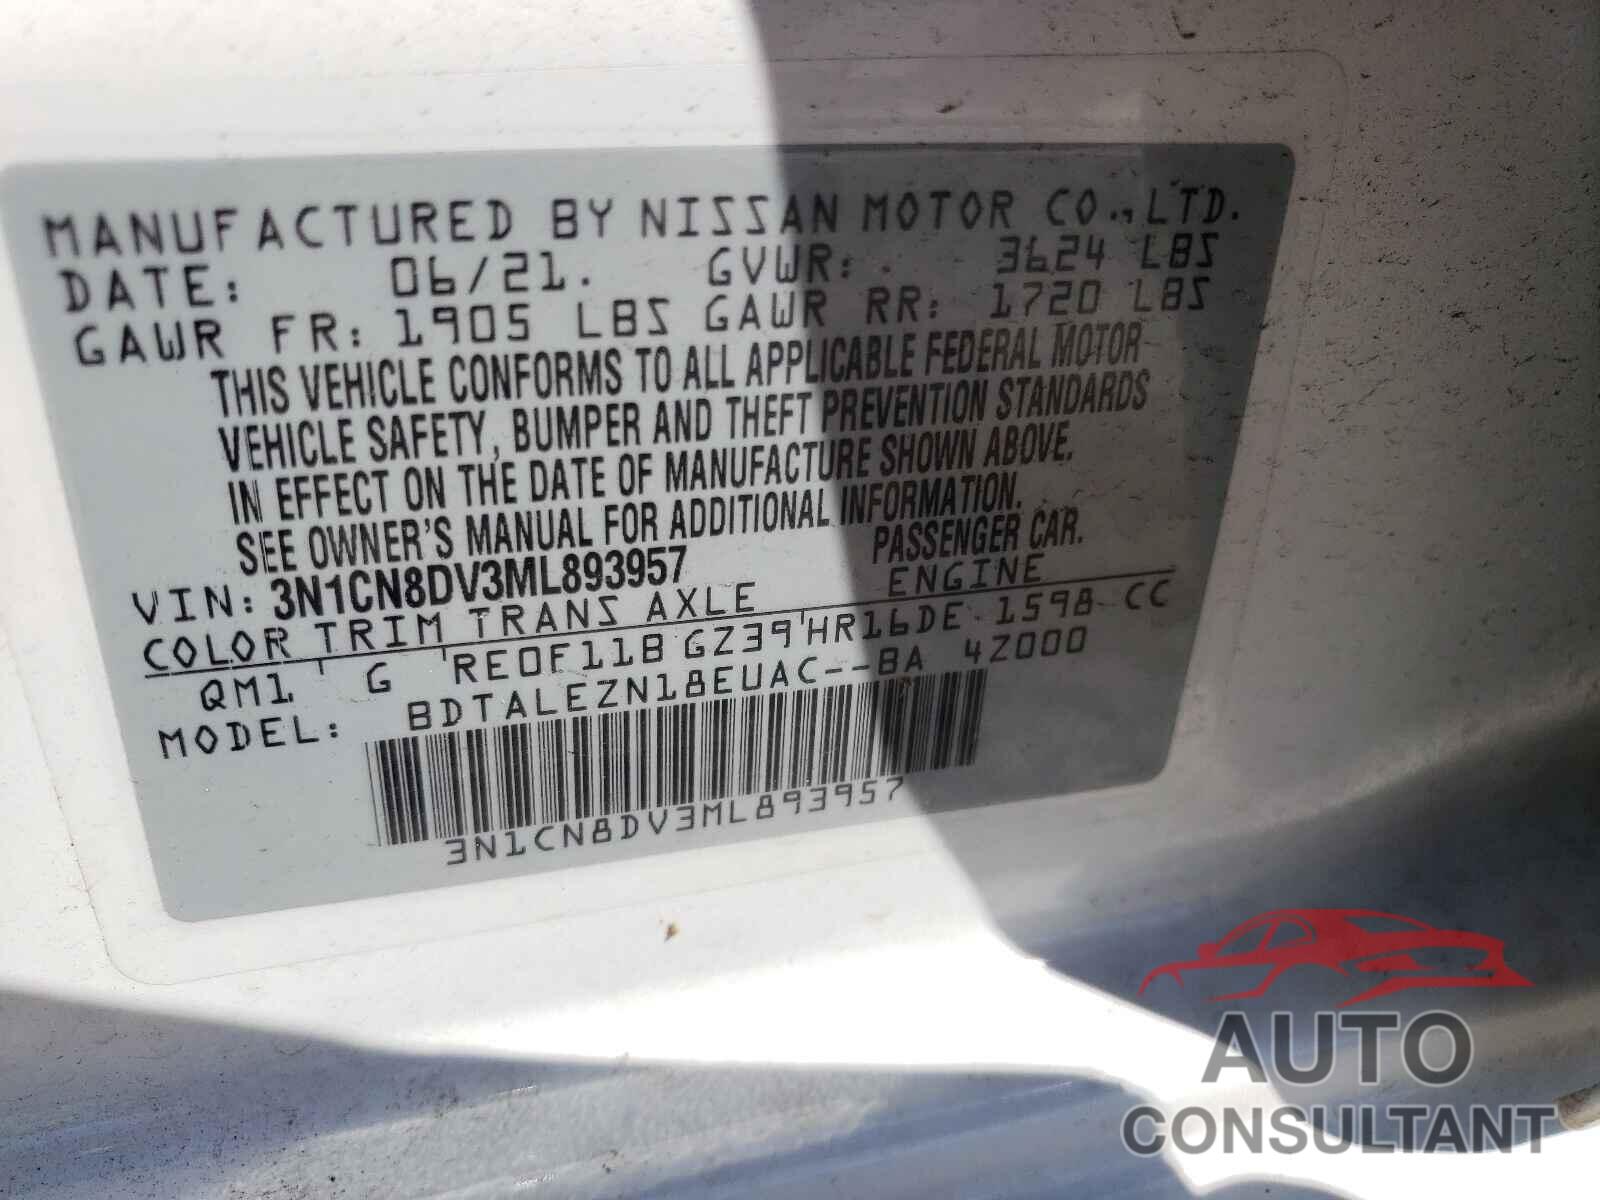 MANUFACTURED BY NISSAN MOTOR CO., LTD.
DATE: 06/21. GVWR: 3624 LBS
GAWR FR: 1905 LBS GAWR RR: 1720 LBS
THIS VEHICLE CONFORMS TO ALL APPLICABLE FEDERAL MOTOR
VEHICLE SAFETY, BUMPER AND THEFT PREVENTION STANDARDS
IN EFFECT ON THE DATE OF MANUFACTURE SHOWN ABOVE.
SEE OWNER'S MANUAL FOR ADDITIONAL INFORMATION.
VIN: 3N1CN8DV3ML893957 PASSENGER CAR.
COLOR TRIM TRANS AXLE ENGINE
QM1 G RE0F11B GZ39 HR16DE 1598 CC
MODEL: BDTALEZN18EUAC--BA 4Z000
3N1CN8DV3ML893957
AUTO
CONSULTANT